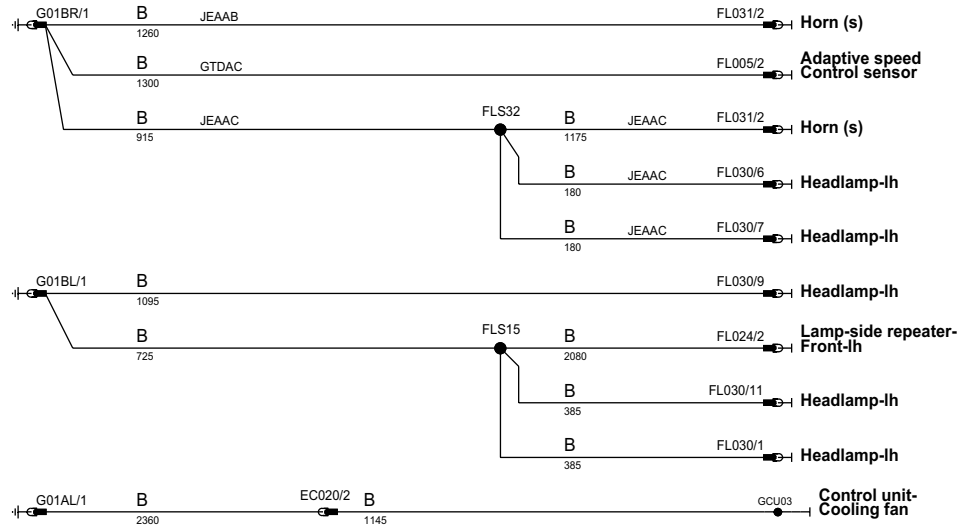 G01BR/1 B JEAAB FL031/2 Horn (s)
1260
B GTDAC FL005/2 Adaptive speed
Control sensor
1300
FLS32
B JEAAC B JEAAC FL031/2 Horn (s)
915 1175
B JEAAC FL030/6 Headlamp-lh
180
B JEAAC FL030/7 Headlamp-lh
180
G01BL/1 B FL030/9 Headlamp-lh
1095
B FLS15 B FL024/2 Lamp-side repeater-
Front-lh
725 2080
B FL030/11 Headlamp-lh
385
B FL030/1 Headlamp-lh
385
G01AL/1 B EC020/2 B GCU03 Control unit-
Cooling fan
2360 1145